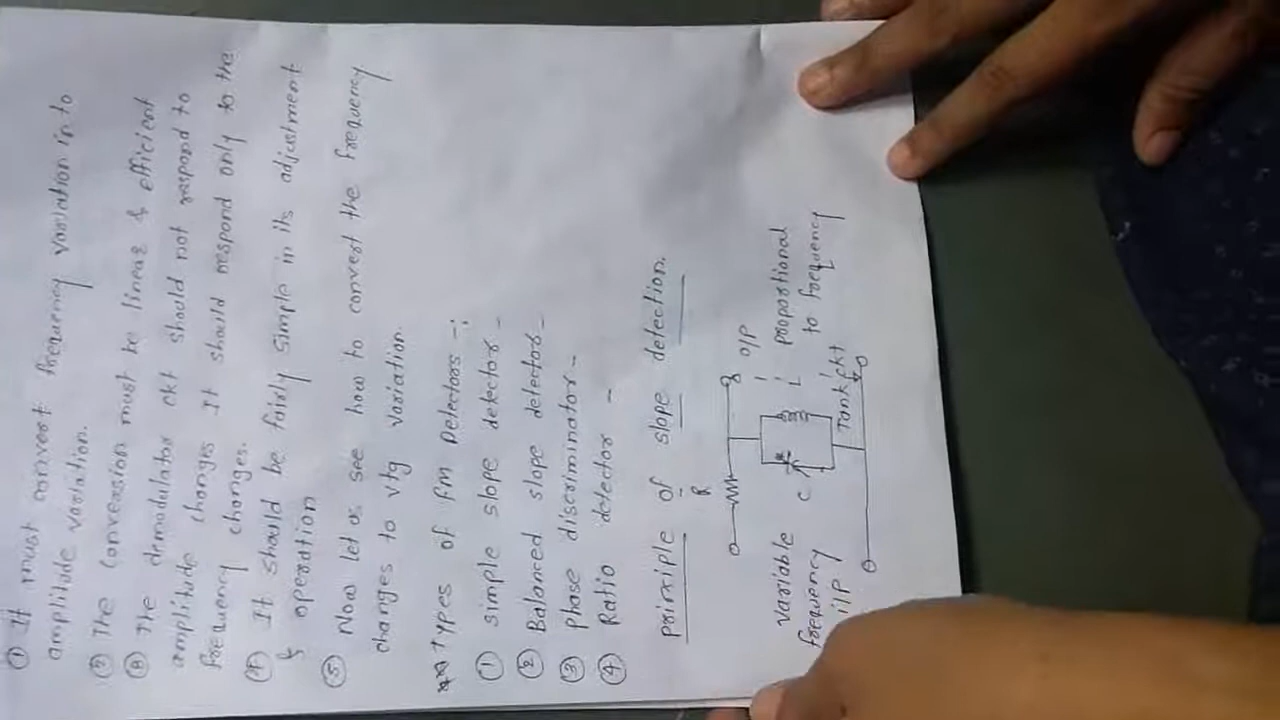 ① It must convert frequency variation in to
amplitude variation.
② The conversion must be linear & efficient
③ The demodulator ckt should not respond to
amplitude changes It should respond only to the
frequency changes.
④ It should be fairly simple in its adjustment
& operation
⑤ Now let us see how to convert the frequency
changes to vtg variation.
** Types of FM Detectors -:
① simple slope detector -
② Balanced slope detector -
③ phase discriminator -
④ Ratio detector -
principle of slope detection.
R
O/P
variable
frequency
i/p
C
L
proportional
to frequency
Tank ckt